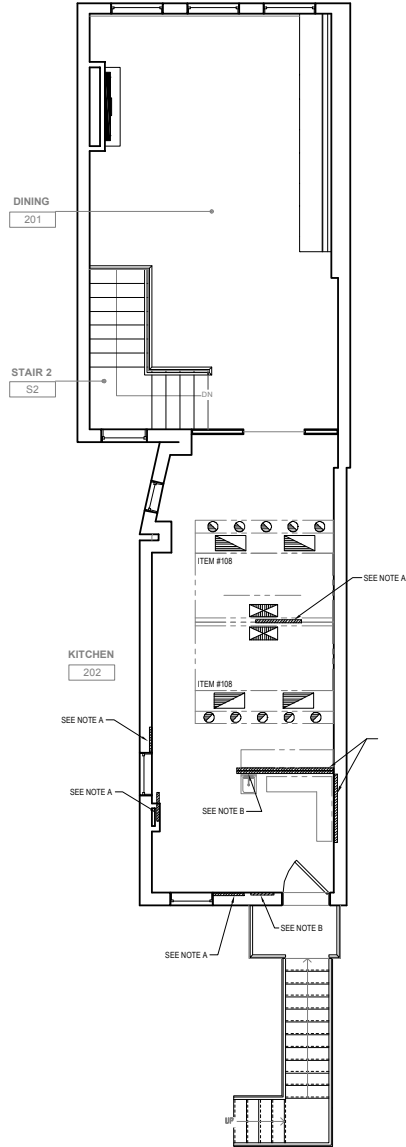 DINING
201
STAIR 2
S2
DN
ITEM #108
SEE NOTE A
KITCHEN
202
ITEM #108
SEE NOTE A
SEE NOTE A
SEE NOTE B
SEE NOTE B
SEE NOTE A
UP